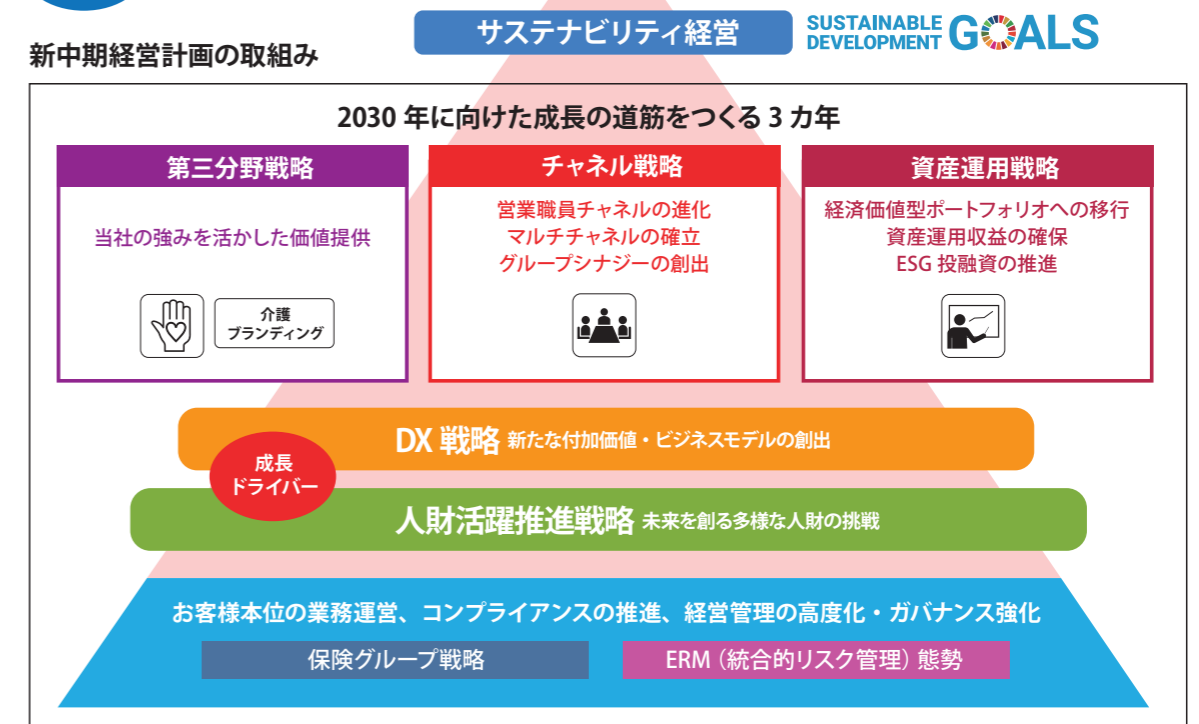 サステナビリティ経営
SUSTAINABLE
DEVELOPMENT
GOALS
新中期経営計画の取組み
2030 年に向けた成長の道筋をつくる 3 カ年
第三分野戦略
当社の強みを活かした価値提供
介護
ブランディング
チャネル戦略
営業職員チャネルの進化
マルチチャネルの確立
グループシナジーの創出
資産運用戦略
経済価値型ポートフォリオへの移行
資産運用収益の確保
ESG 投融資の推進
DX 戦略 新たな付加価値・ビジネスモデルの創出
成長
ドライバー
人財活躍推進戦略 未来を創る多様な人財の挑戦
お客様本位の業務運営、コンプライアンスの推進、経営管理の高度化・ガバナンス強化
保険グループ戦略
ERM（統合的リスク管理）態勢